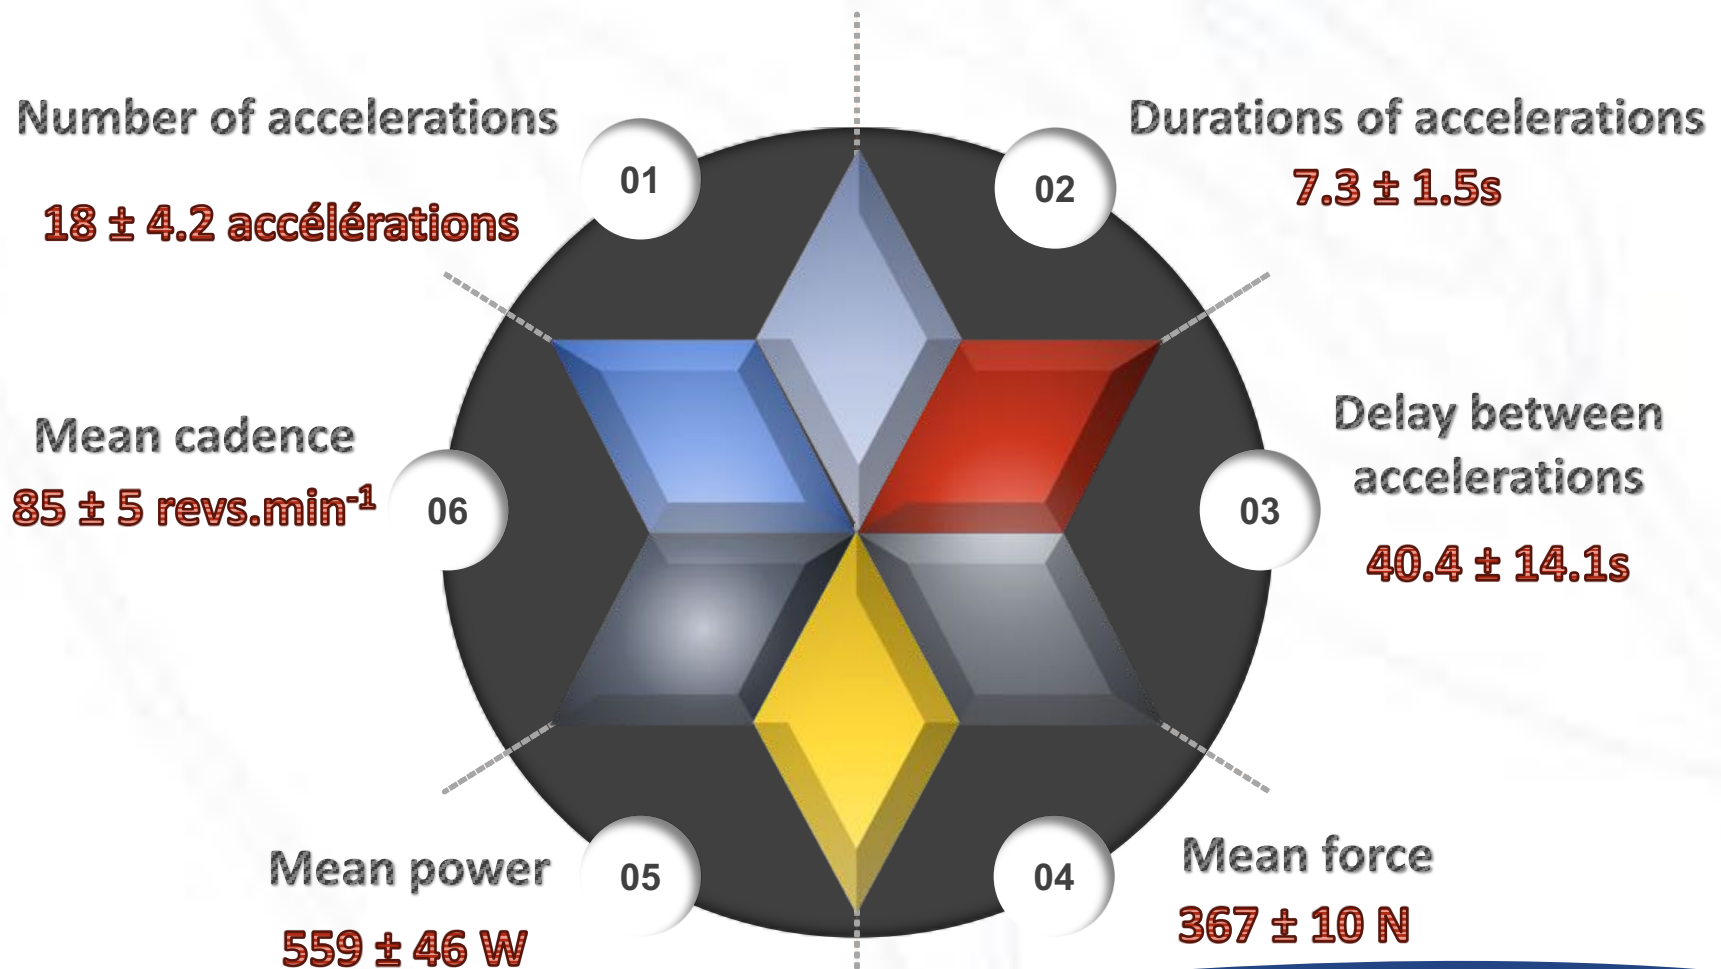 Number of accelerations
01
18 ± 4.2 accélérations
02
Durations of accelerations
7.3 ± 1.5s
03
Delay between
accelerations
40.4 ± 14.1s
04
Mean force
367 ± 10 N
05
Mean power
559 ± 46 W
06
Mean cadence
85 ± 5 revs.min⁻¹